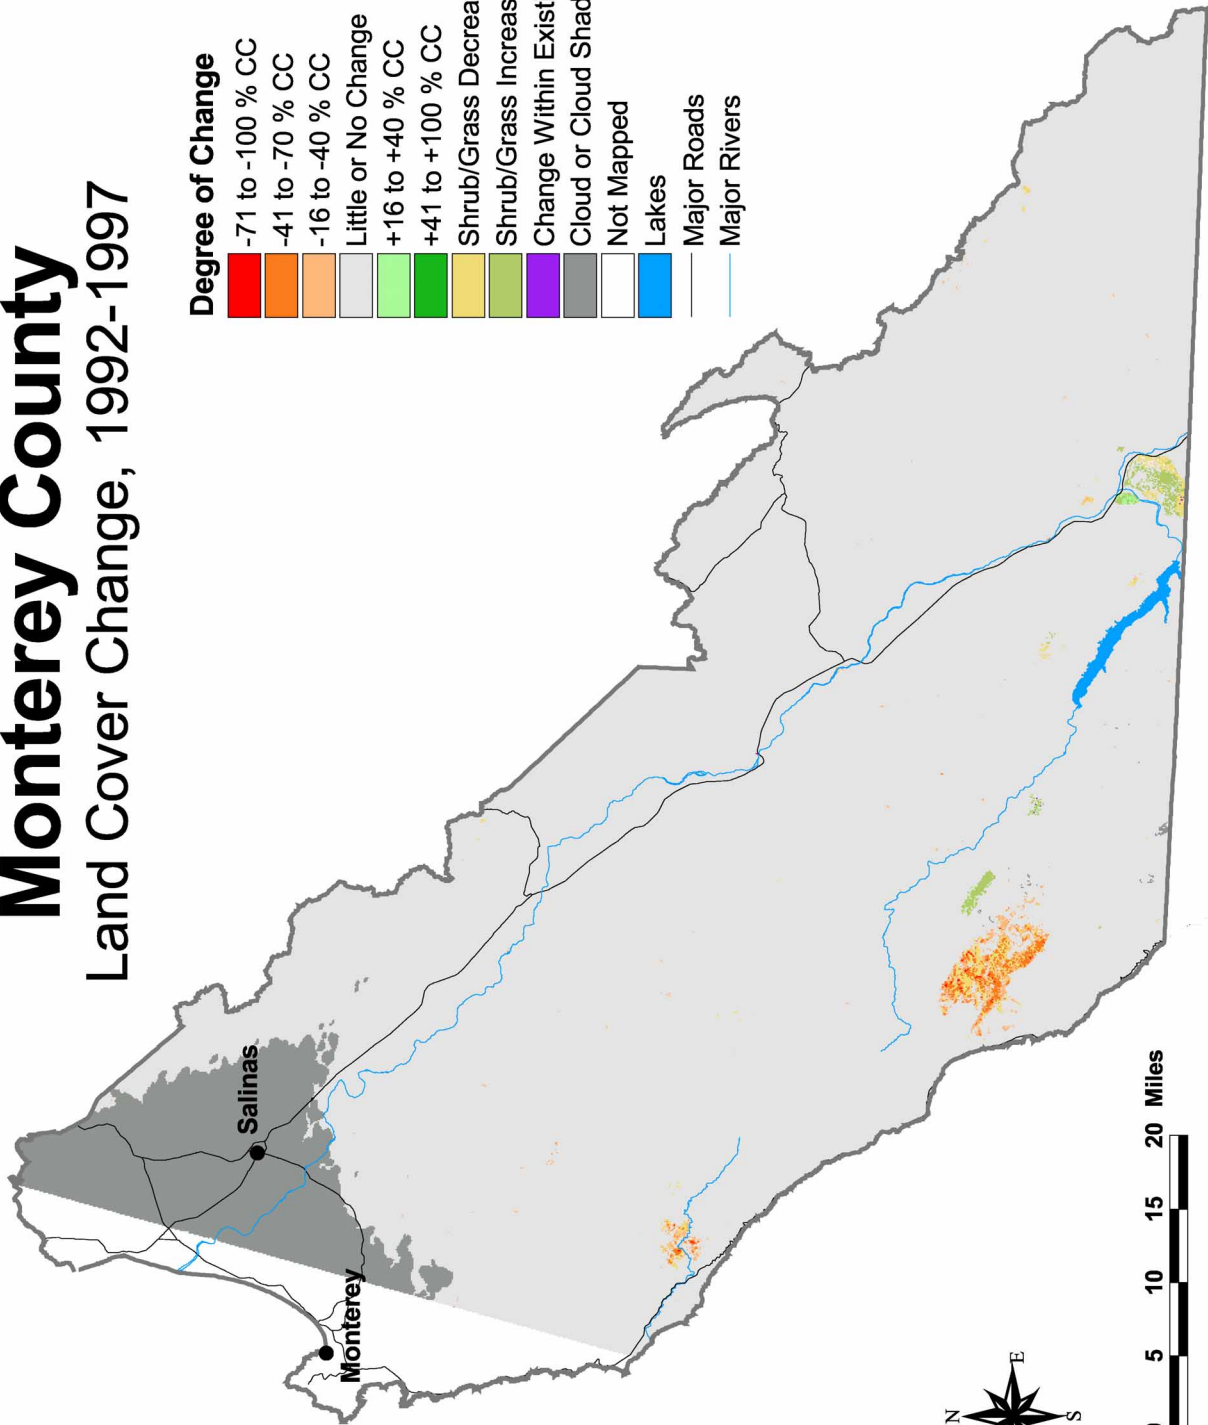 Monterey County
Land Cover Change, 1992-1997
Degree of Change
-71 to -100 % CC
-41 to -70 % CC
-16 to -40 % CC
Little or No Change
+16 to +40 % CC
+41 to +100 % CC
Shrub/Grass Decrea
Shrub/Grass Increas
Change Within Exist
Cloud or Cloud Shad
Not Mapped
Lakes
Major Roads
Major Rivers
Salinas
Monterey
N
E
S
5 10 15 20 Miles